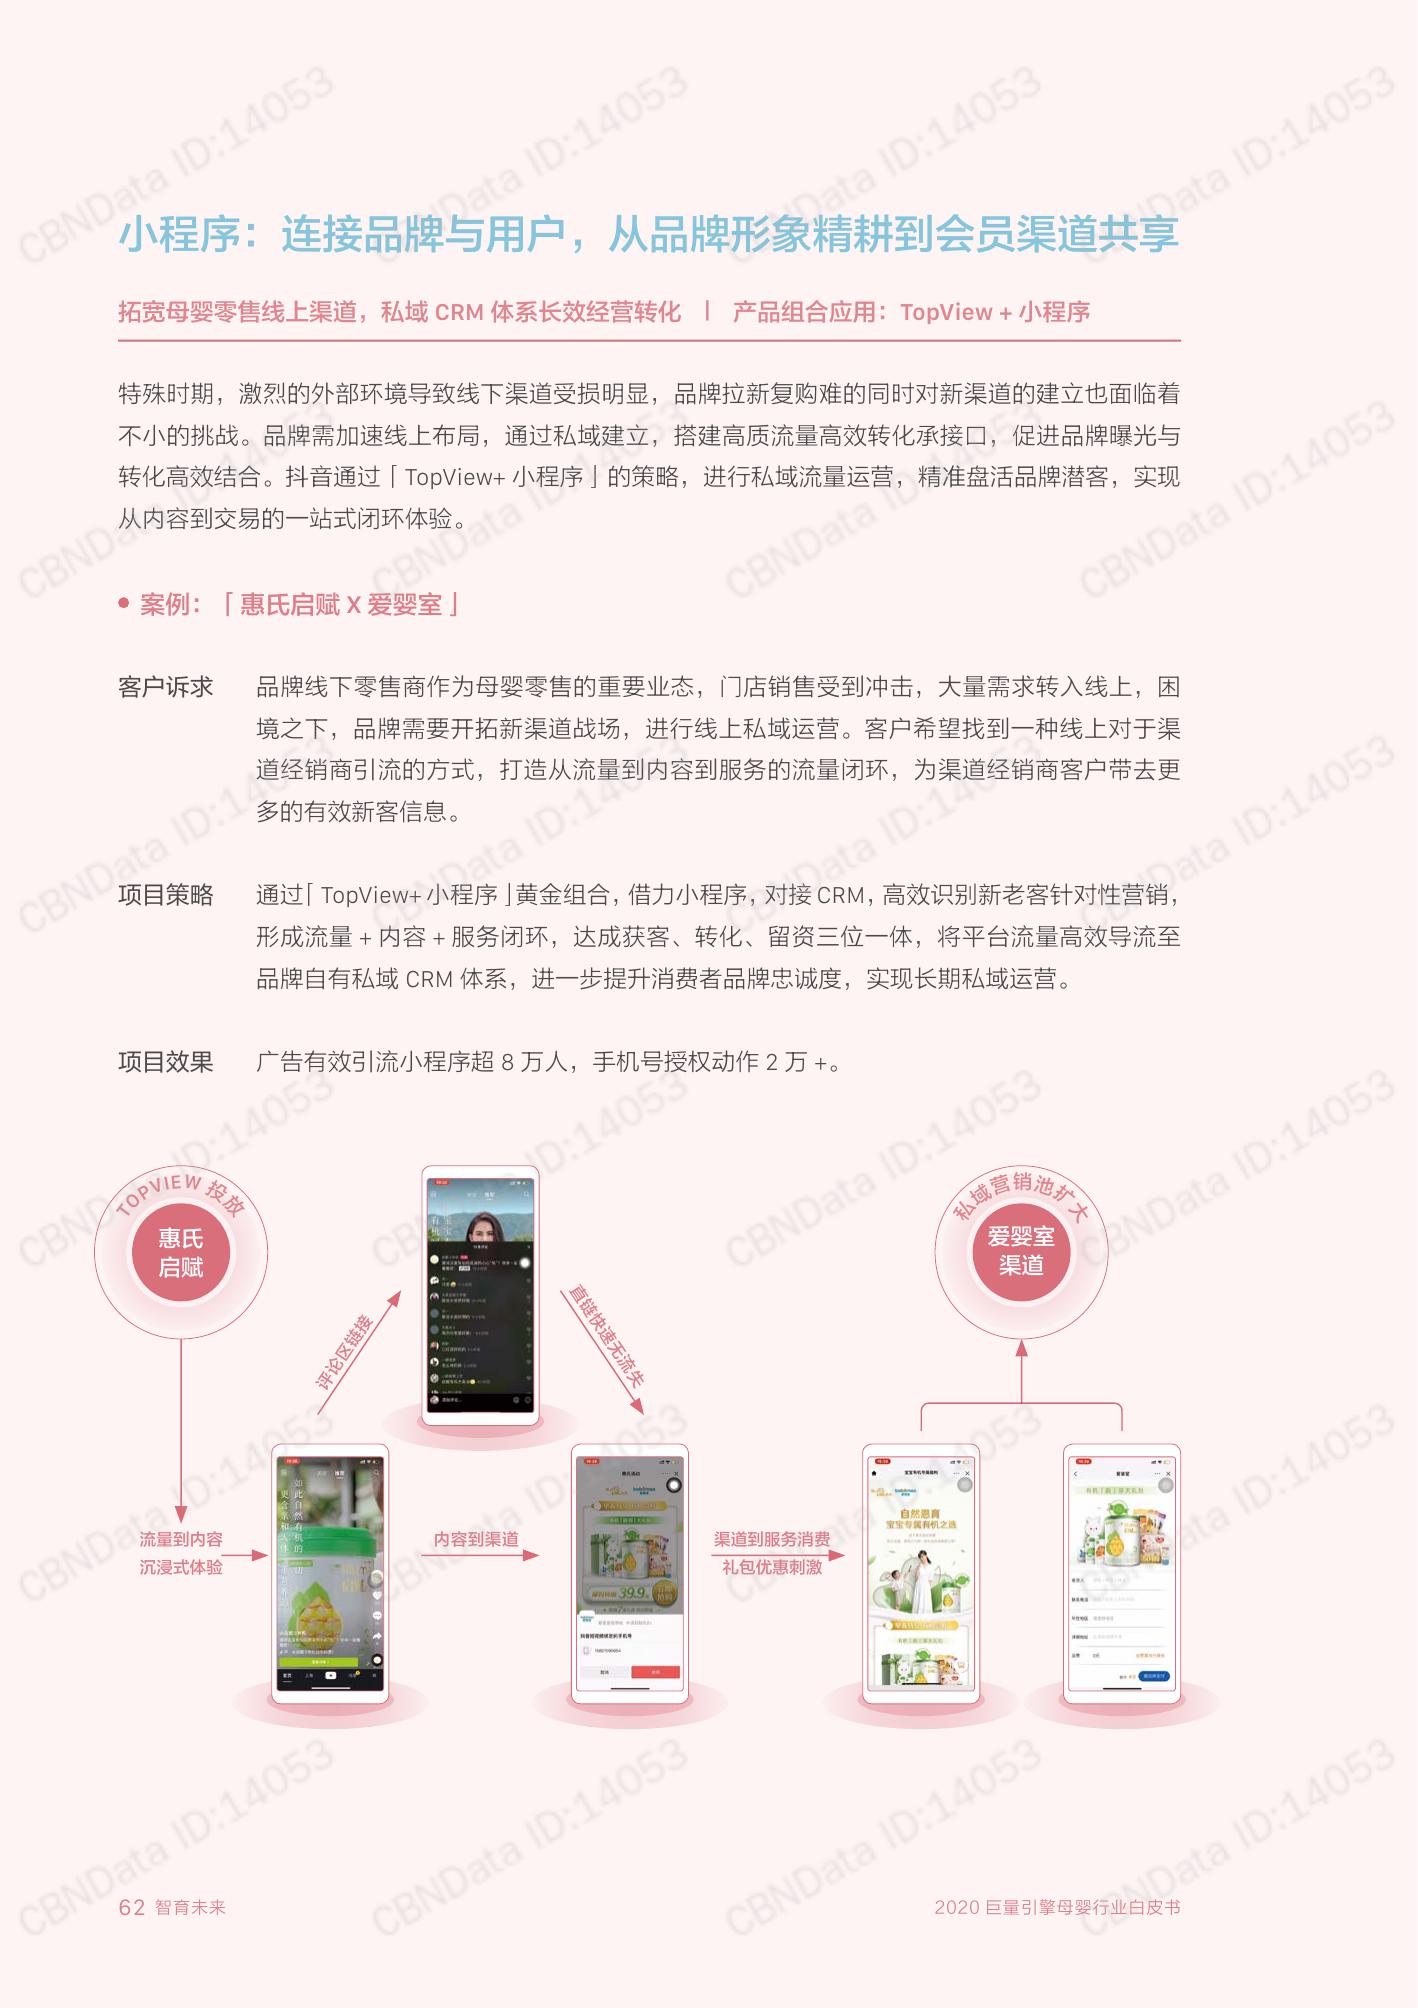 小程序：连接品牌与用户，从品牌形象精耕到会员渠道共享
拓宽母婴零售线上渠道，私域 CRM 体系长效经营转化 | 产品组合应用：TopView + 小程序
特殊时期，激烈的外部环境导致线下渠道受损明显，品牌拉新复购难的同时对新渠道的建立也面临着
不小的挑战。品牌需加速线上布局，通过私域建立，搭建高质流量高效转化承接口，促进品牌曝光与
转化高效结合。抖音通过「TopView+ 小程序」的策略，进行私域流量运营，精准盘活品牌潜客，实现
从内容到交易的一站式闭环体验。
• 案例：「惠氏启赋 X 爱婴室」
客户诉求 品牌线下零售商作为母婴零售的重要业态，门店销售受到冲击，大量需求转入线上，困
境之下，品牌需要开拓新渠道战场，进行线上私域运营。客户希望找到一种线上对于渠
道经销商引流的方式，打造从流量到内容到服务的流量闭环，为渠道经销商客户带去更
多的有效新客信息。
项目策略 通过「TopView+ 小程序」黄金组合，借力小程序，对接 CRM，高效识别新老客针对性营销，
形成流量 + 内容 + 服务闭环，达成获客、转化、留资三位一体，将平台流量高效导流至
品牌自有私域 CRM 体系，进一步提升消费者品牌忠诚度，实现长期私域运营。
项目效果 广告有效引流小程序超 8 万人，手机号授权动作 2 万 +。
TOPVIEW 投放
惠氏
启赋
私域营销池扩大
爱婴室
渠道
评论区链接
直链快速无流失
流量到内容
沉浸式体验
内容到渠道
渠道到服务消费
礼包优惠刺激
如此自然有机的一切
39.9
自然恩育
宝宝专属有机之选
62 智育未来
2020 巨量引擎母婴行业白皮书
CBNData ID:14053